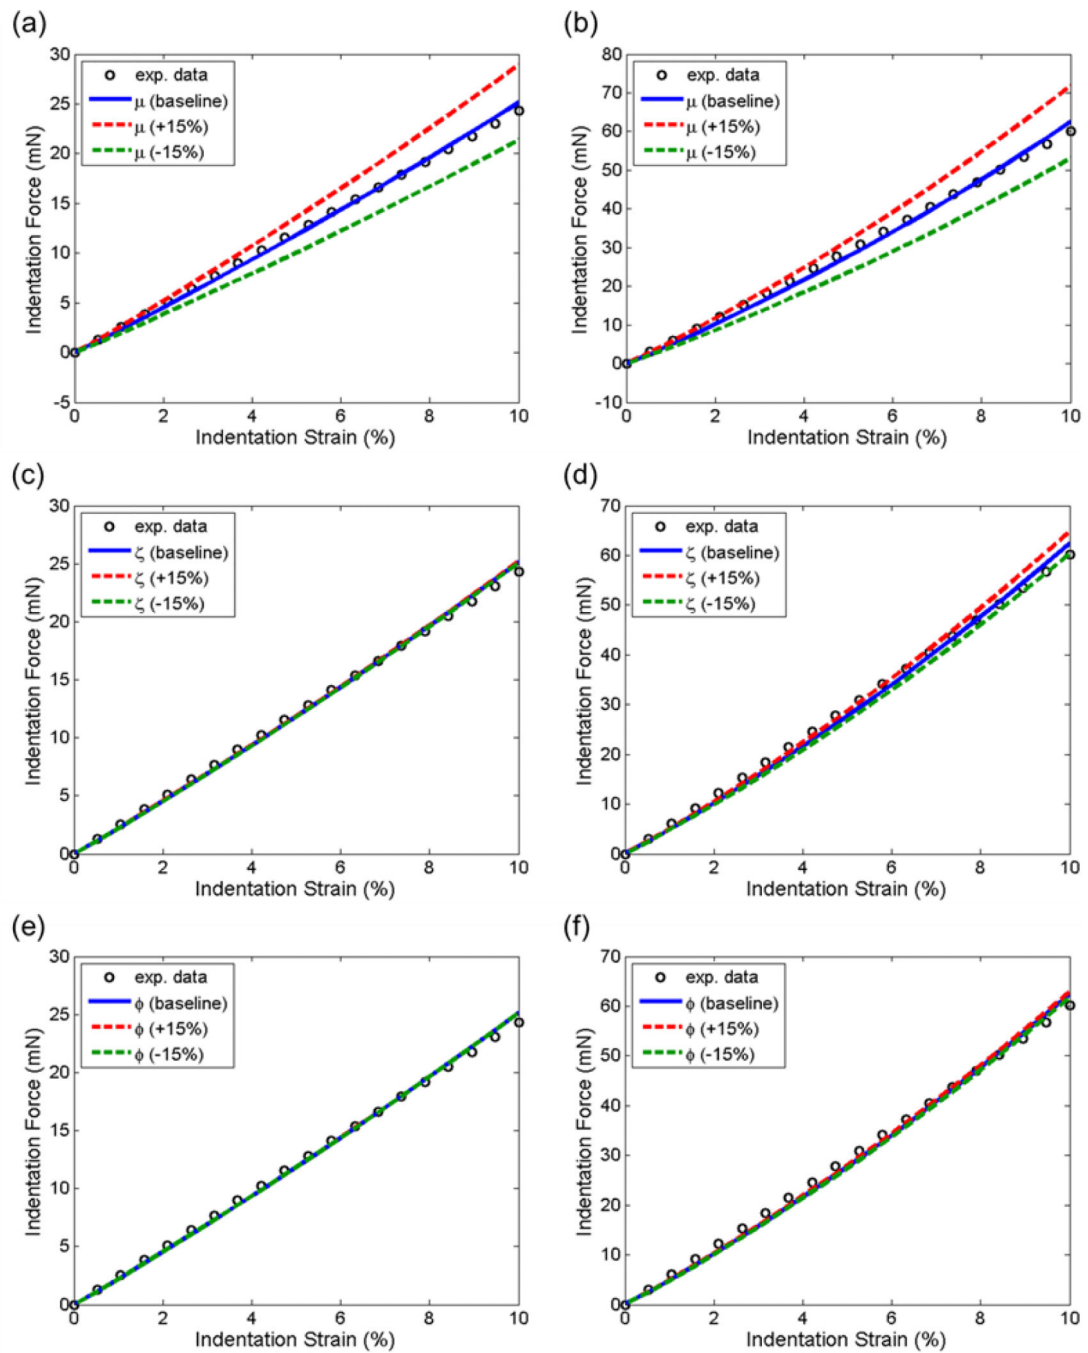 (a)
30
25
20
15
10
5
0
-5
0
2
4
6
8
10
Indentation Force (mN)
Indentation Strain (%)
exp. data
μ (baseline)
μ (+15%)
μ (-15%)
(b)
80
70
60
50
40
30
20
10
0
-10
0
2
4
6
8
10
Indentation Force (mN)
Indentation Strain (%)
exp. data
μ (baseline)
μ (+15%)
μ (-15%)
(c)
30
25
20
15
10
5
0
0
2
4
6
8
10
Indentation Force (mN)
Indentation Strain (%)
exp. data
ζ (baseline)
ζ (+15%)
ζ (-15%)
(d)
70
60
50
40
30
20
10
0
0
2
4
6
8
10
Indentation Force (mN)
Indentation Strain (%)
exp. data
ζ (baseline)
ζ (+15%)
ζ (-15%)
(e)
30
25
20
15
10
5
0
0
2
4
6
8
10
Indentation Force (mN)
Indentation Strain (%)
exp. data
ϕ (baseline)
ϕ (+15%)
ϕ (-15%)
(f)
70
60
50
40
30
20
10
0
0
2
4
6
8
10
Indentation Force (mN)
Indentation Strain (%)
exp. data
ϕ (baseline)
ϕ (+15%)
ϕ (-15%)